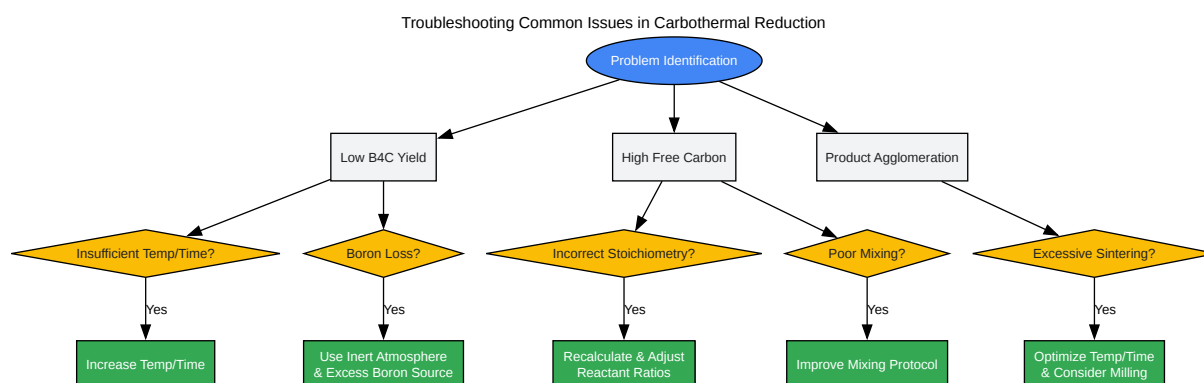 Troubleshooting Common Issues in Carbothermal Reduction
Problem Identification
Low B4C Yield
High Free Carbon
Product Agglomeration
Insufficient Temp/Time?
Boron Loss?
Incorrect Stoichiometry?
Poor Mixing?
Excessive Sintering?
Yes
Yes
Yes
Yes
Yes
Increase Temp/Time
Use Inert Atmosphere
& Excess Boron Source
Recalculate & Adjust
Reactant Ratios
Improve Mixing Protocol
Optimize Temp/Time
& Consider Milling